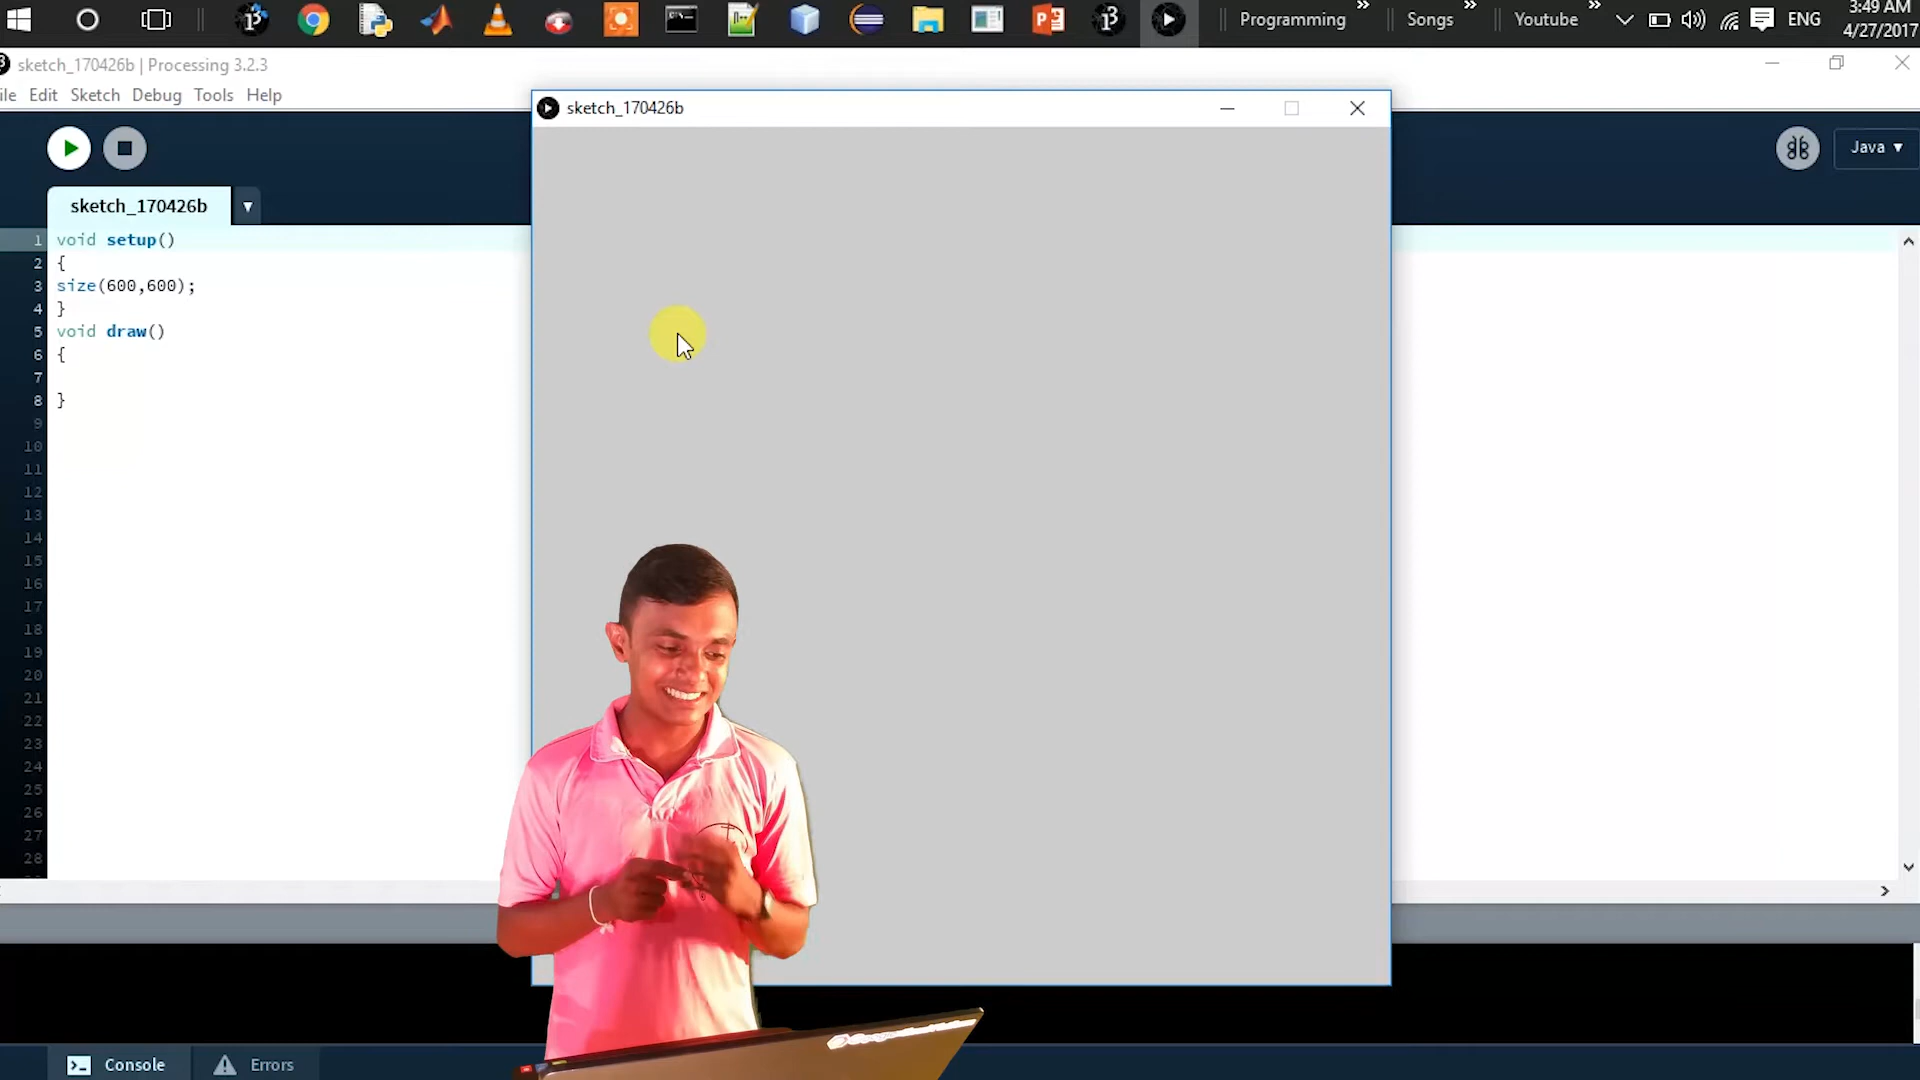 Programming
Songs
Youtube
ENG
3:49 AM
4/27/2017
sketch_170426b | Processing 3.2.3
ile Edit Sketch Debug Tools Help
sketch_170426b
Java
sketch_170426b
1 void setup()
2 {
3 size(600,600);
4 }
5 void draw()
6 {
7
8 }
9
10
11
12
13
14
15
16
17
18
19
20
21
22
23
24
25
26
27
28
Console
Errors